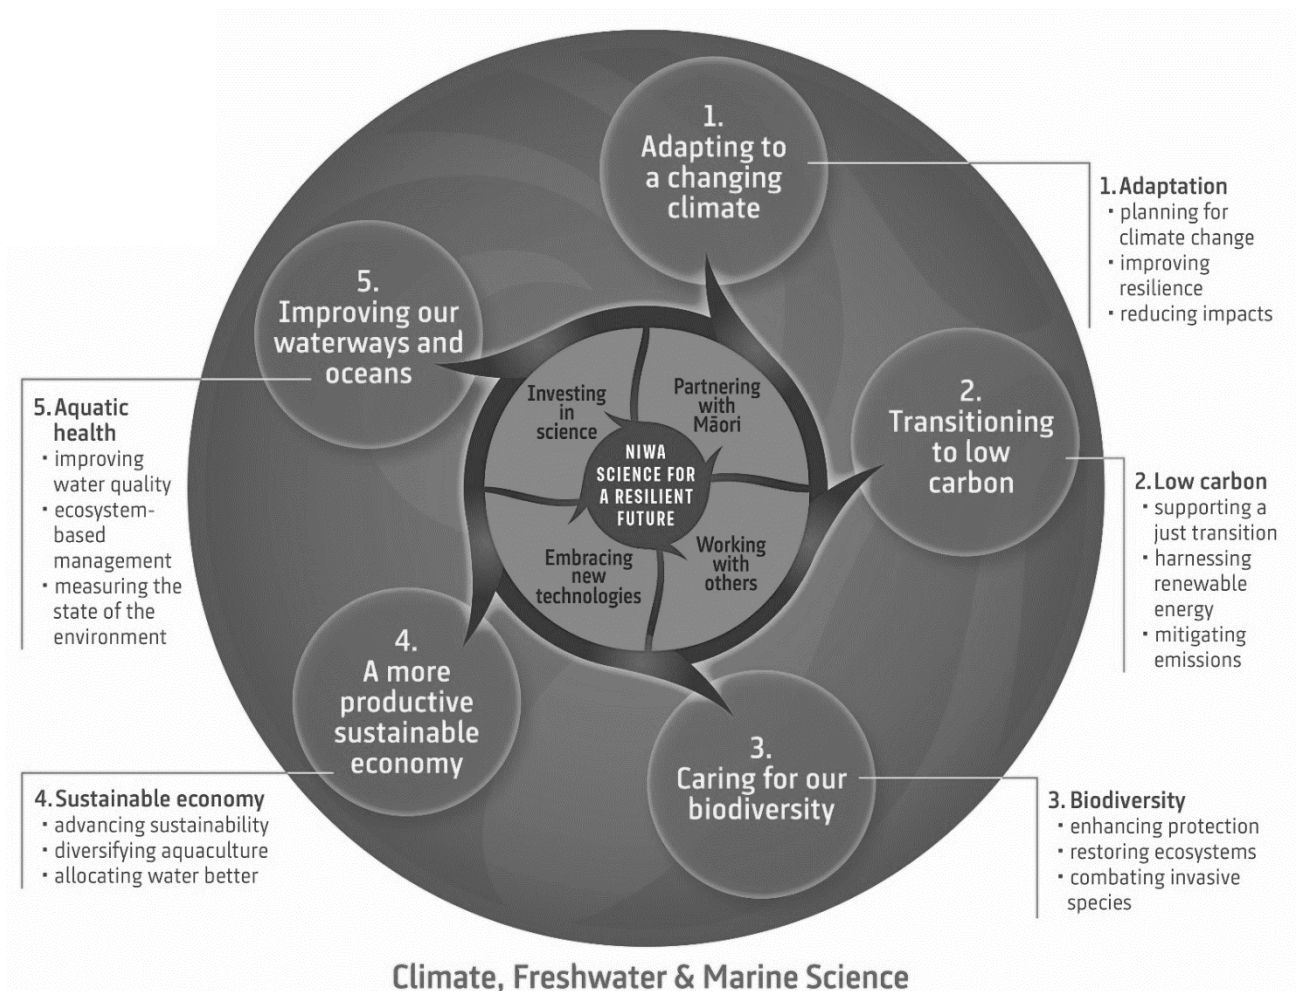 1.
Adapting to
a changing
climate
1. Adaptation
· planning for
climate change
· improving
resilience
· reducing impacts
2.
Transitioning
to low
carbon
2. Low carbon
· supporting a
just transition
· harnessing
renewable
energy
· mitigating
emissions
3.
Caring for our
biodiversity
3. Biodiversity
· enhancing protection
· restoring ecosystems
· combating invasive
species
4.
A more
productive
sustainable
economy
4. Sustainable economy
· advancing sustainability
· diversifying aquaculture
· allocating water better
5.
Improving our
waterways and
oceans
5. Aquatic
health
· improving
water quality
· ecosystem-
based
management
· measuring the
state of the
environment
Investing
in
science
Partnering
with
Māori
Working
with
others
Embracing
new
technologies
NIWA
SCIENCE FOR
A RESILIENT
FUTURE
Climate, Freshwater & Marine Science